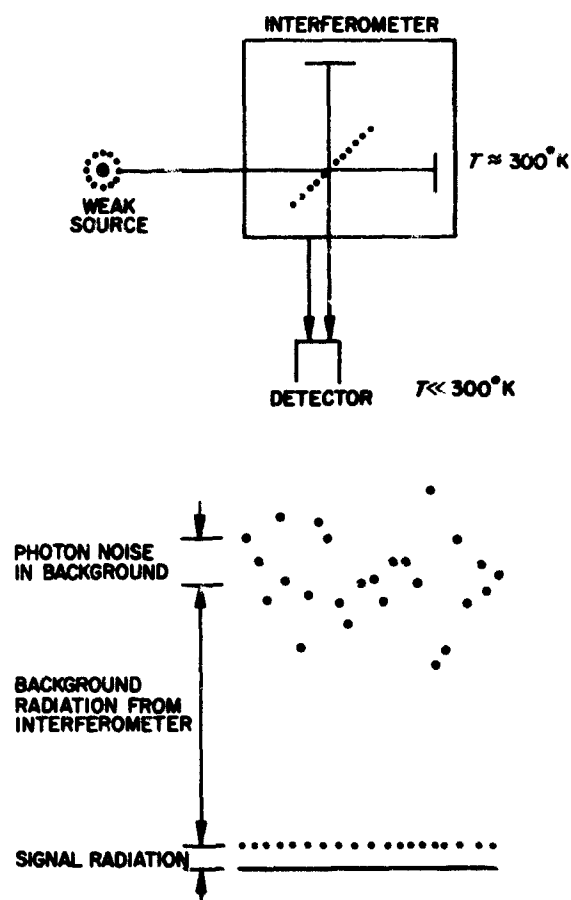 INTERFEROMETER
T ≈ 300°K
WEAK
SOURCE
DETECTOR
T≪ 300°K
PHOTON NOISE
IN BACKGROUND
BACKGROUND
RADIATION FROM
INTERFEROMETER
SIGNAL RADIATION